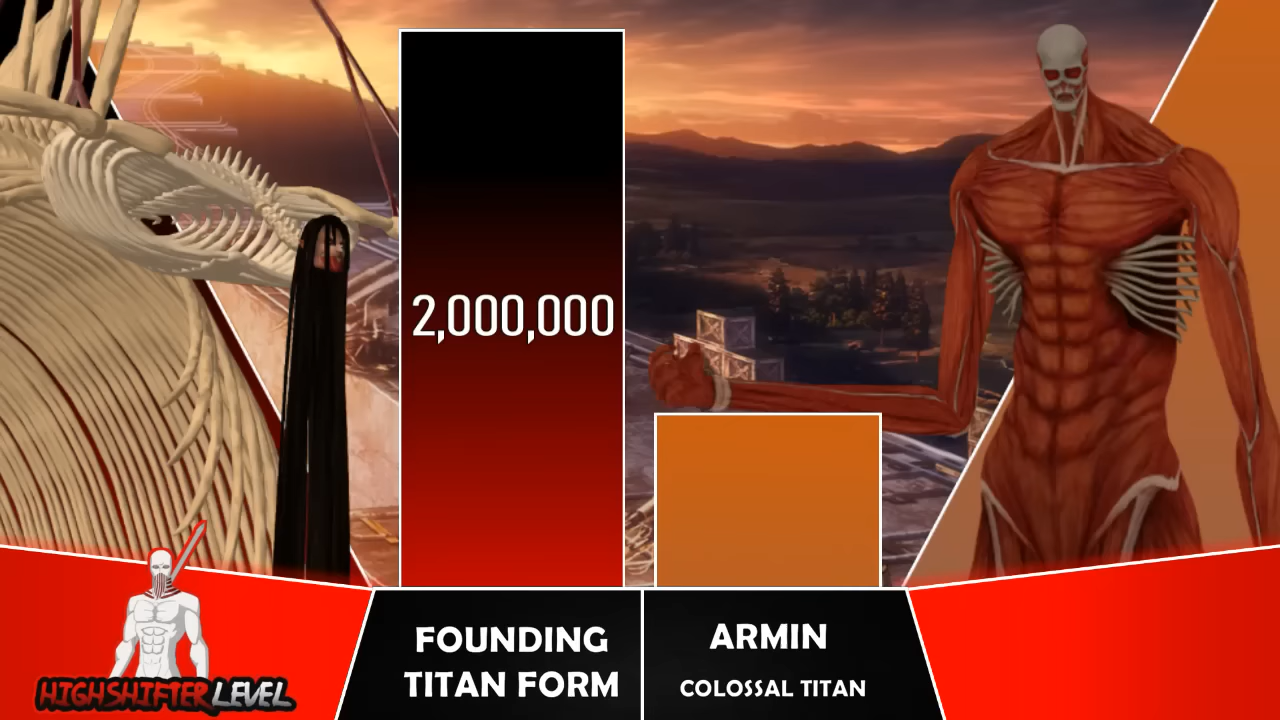 2,000,000
FOUNDING
TITAN FORM
ARMIN
COLOSSAL TITAN
HIGHSHIFTER LEVEL